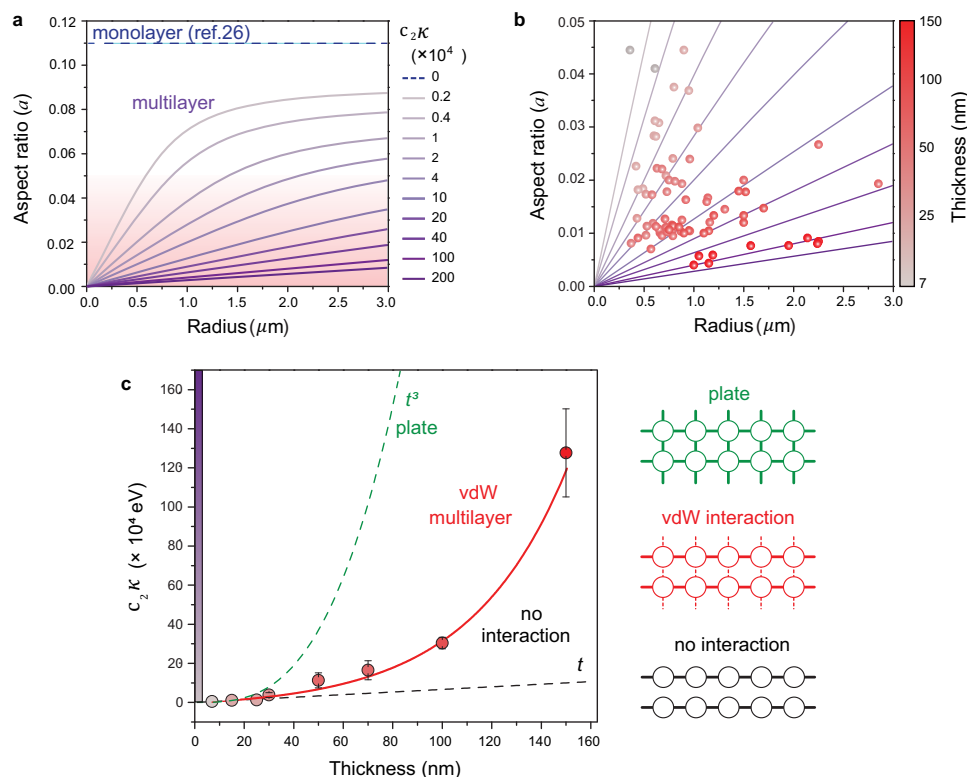 a
monolayer (ref.26)
multilayer
Aspect ratio (a)
0.12
0.11
0.10
0.08
0.06
0.04
0.02
0.00
0.0 0.5 1.0 1.5 2.0 2.5 3.0
Radius (μm)
c₂κ
(×10⁴)
0
0.2
0.4
1
2
4
10
20
40
100
200
b
Aspect ratio (a)
0.05
0.04
0.03
0.02
0.01
0.00
0.0 0.5 1.0 1.5 2.0 2.5 3.0
Radius (μm)
150
100
50
25
7
Thickness (nm)
c
c₂κ (× 10⁴ eV)
160
140
120
100
80
60
40
20
0
0 20 40 60 80 100 120 140 160
Thickness (nm)
t³
plate
vdW
multilayer
no
interaction
t
plate
vdW interaction
no interaction